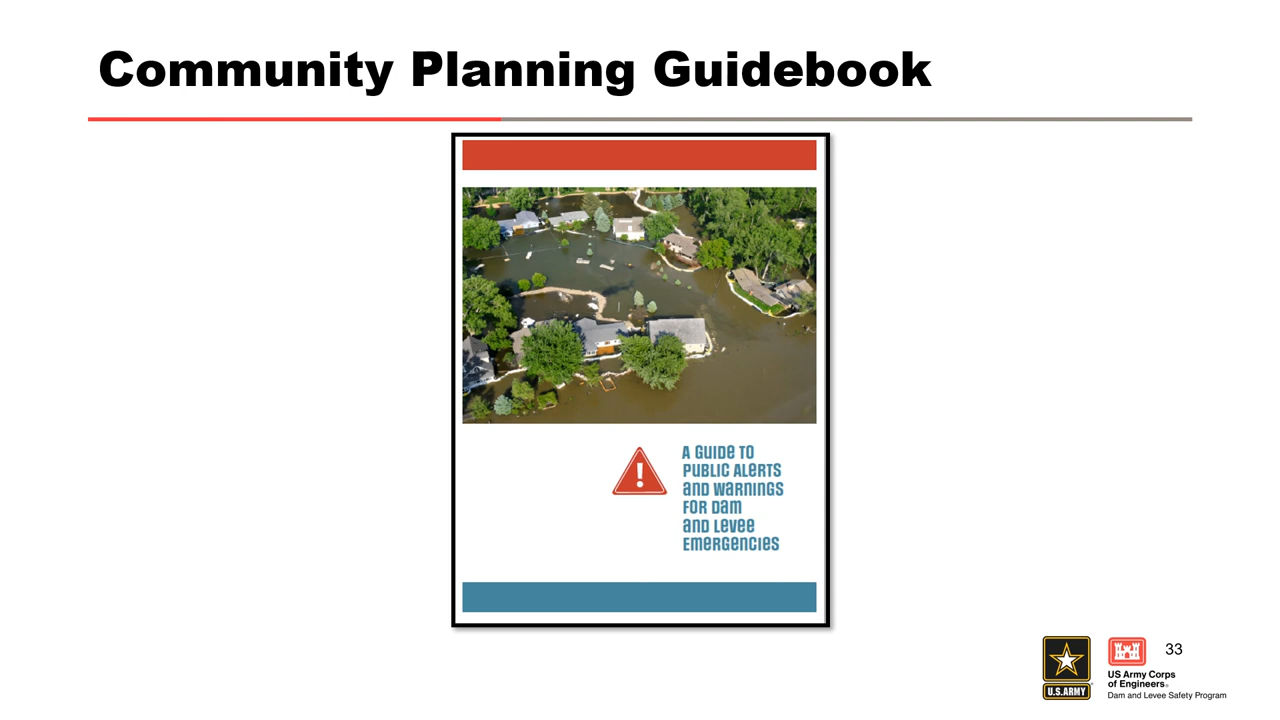 Community Planning Guidebook
!
A GUIDE TO
PUBLIC ALERTS
AND WARNINGS
FOR DAM
AND LEVEE
EMERGENCIES
33
U.S.ARMY
US Army Corps
of Engineers®
Dam and Levee Safety Program